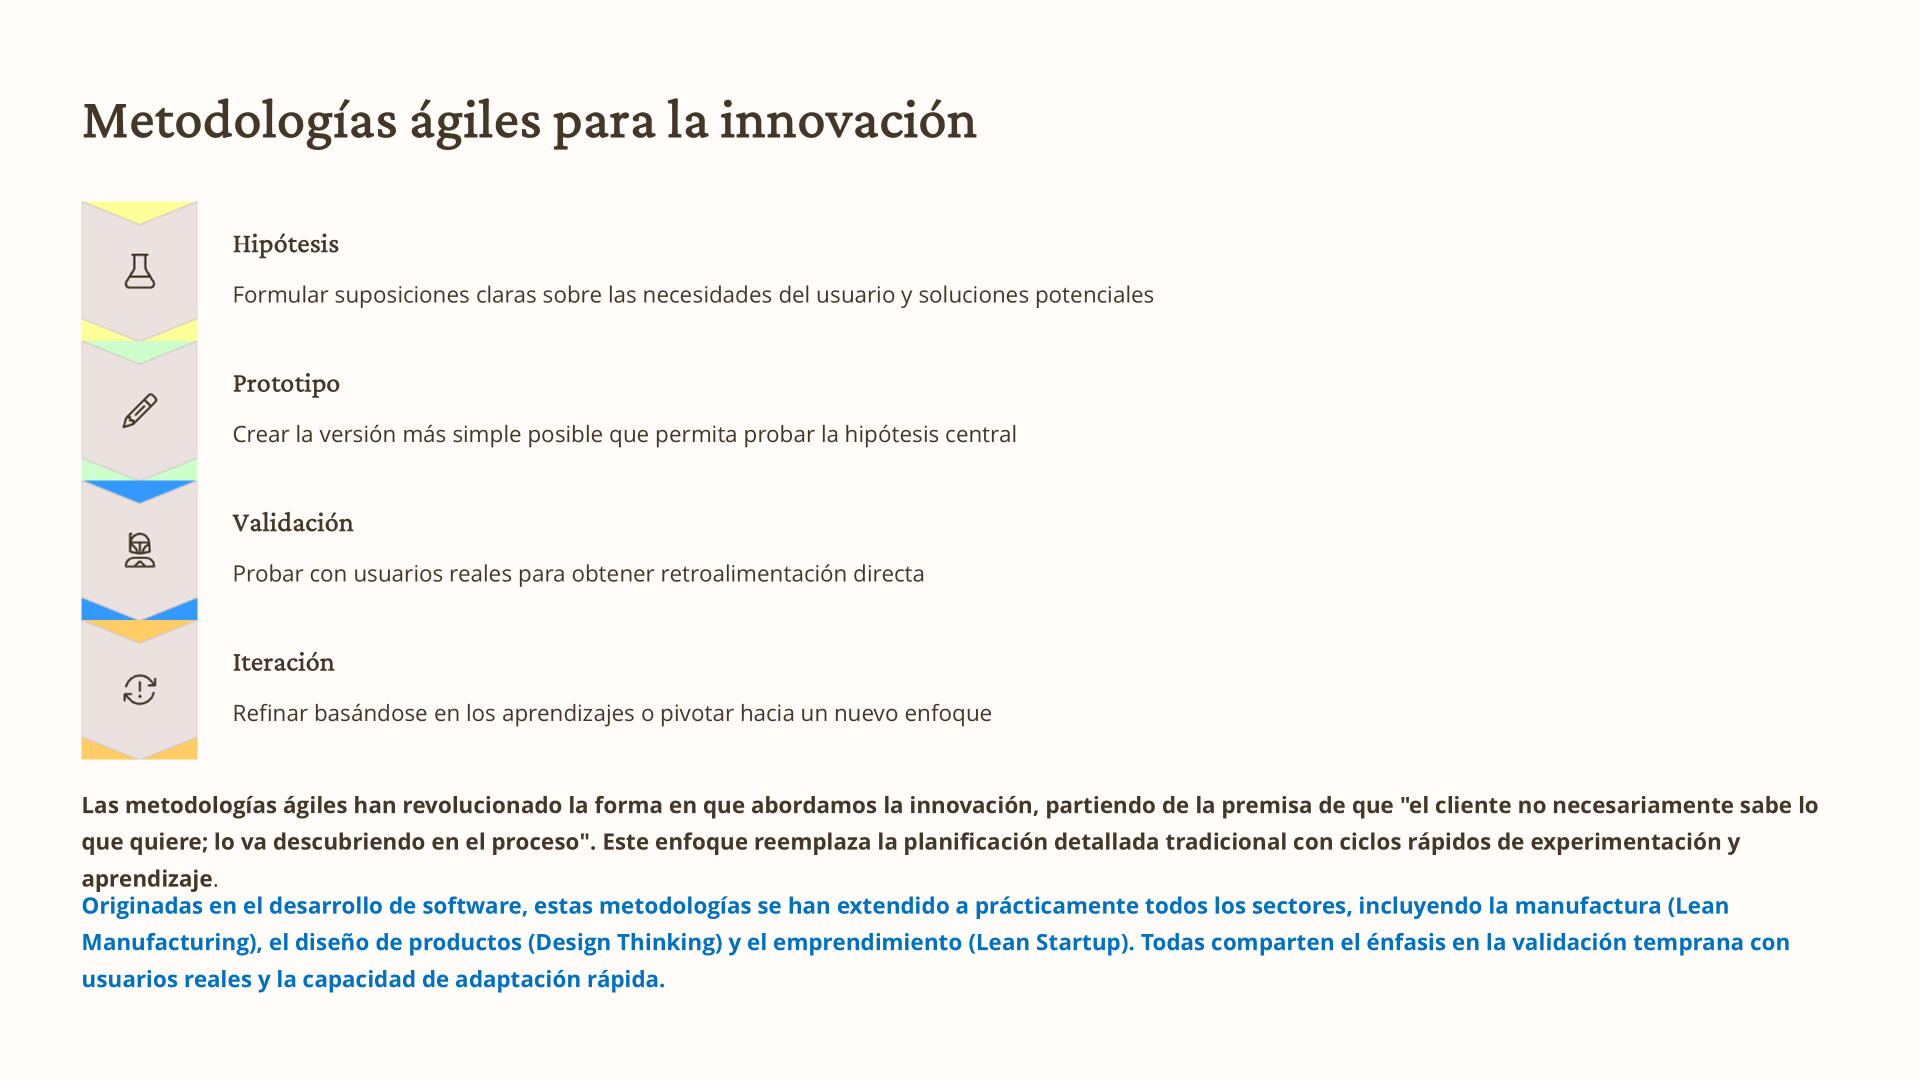 Metodologías ágiles para la innovación
Hipótesis
Formular suposiciones claras sobre las necesidades del usuario y soluciones potenciales
Prototipo
Crear la versión más simple posible que permita probar la hipótesis central
Validación
Probar con usuarios reales para obtener retroalimentación directa
Iteración
Refinar basándose en los aprendizajes o pivotar hacia un nuevo enfoque
Las metodologías ágiles han revolucionado la forma en que abordamos la innovación, partiendo de la premisa de que "el cliente no necesariamente sabe lo
que quiere; lo va descubriendo en el proceso". Este enfoque reemplaza la planificación detallada tradicional con ciclos rápidos de experimentación y
aprendizaje.
Originadas en el desarrollo de software, estas metodologías se han extendido a prácticamente todos los sectores, incluyendo la manufactura (Lean
Manufacturing), el diseño de productos (Design Thinking) y el emprendimiento (Lean Startup). Todas comparten el énfasis en la validación temprana con
usuarios reales y la capacidad de adaptación rápida.